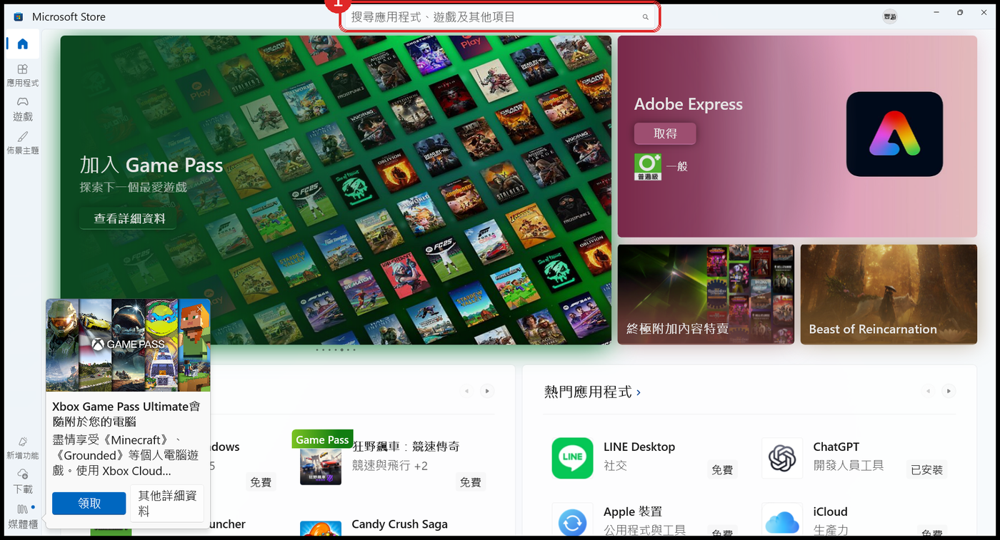 Microsoft Store
1
搜尋應用程式、遊戲及其他項目
應用程式
遊戲
佈景主題
加入 Game Pass
探索下一個最愛遊戲
查看詳細資料
Adobe Express
取得
普遍級
一般
終極附加內容特賣
Beast of Reincarnation
GAME PASS
Xbox Game Pass Ultimate會
隨附於您的電腦
盡情享受《Minecraft》、
《Grounded》等個人電腦遊
戲。使用 Xbox Cloud...
領取
其他詳細資
料
新增功能
下載
媒體櫃
ndows
5
免費
Game Pass
狂野飆車：競速傳奇
競速與飛行 +2
免費
uncher
Candy Crush Saga
熱門應用程式 ›
LINE
LINE Desktop
社交
免費
ChatGPT
開發人員工具
已安裝
Apple 裝置
公用程式與工具
免費
iCloud
生產力
免費